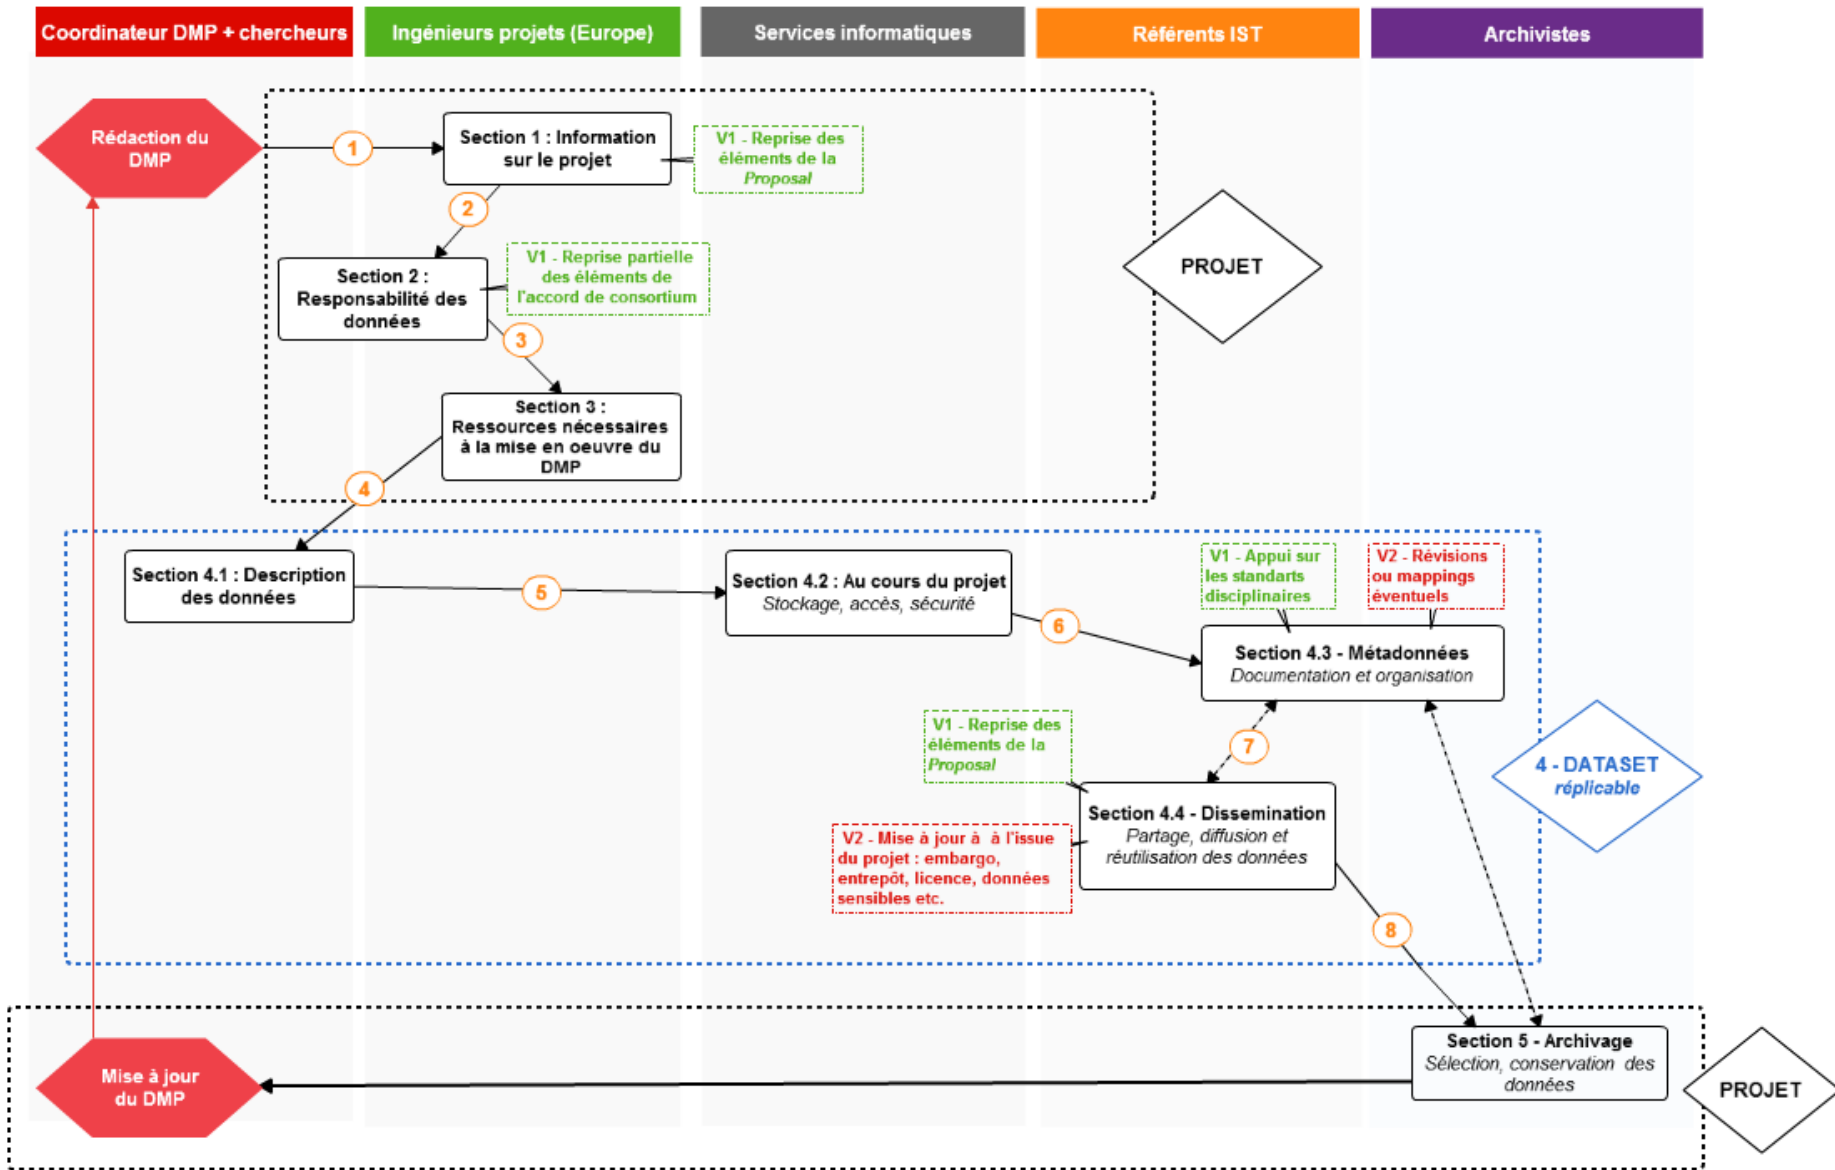 Coordinateur DMP + chercheurs
Ingénieurs projets (Europe)
Services informatiques
Référents IST
Archivistes
Rédaction du
DMP
1
Section 1 : Information
sur le projet
V1 - Reprise des
éléments de la
Proposal
2
Section 2 :
Responsabilité des
données
V1 - Reprise partielle
des éléments de
l'accord de consortium
PROJET
3
Section 3 :
Ressources nécessaires
à la mise en oeuvre du
DMP
4
Section 4.1 : Description
des données
5
Section 4.2 : Au cours du projet
Stockage, accès, sécurité
6
V1 - Appui sur
les standarts
disciplinaires
V2 - Révisions
ou mappings
éventuels
Section 4.3 - Métadonnées
Documentation et organisation
7
V1 - Reprise des
éléments de la
Proposal
Section 4.4 - Dissemination
Partage, diffusion et
réutilisation des données
V2 - Mise à jour à à l'issue
du projet : embargo,
entrepôt, licence, données
sensibles etc.
4 - DATASET
réplicable
8
Section 5 - Archivage
Sélection, conservation des
données
Mise à jour
du DMP
PROJET